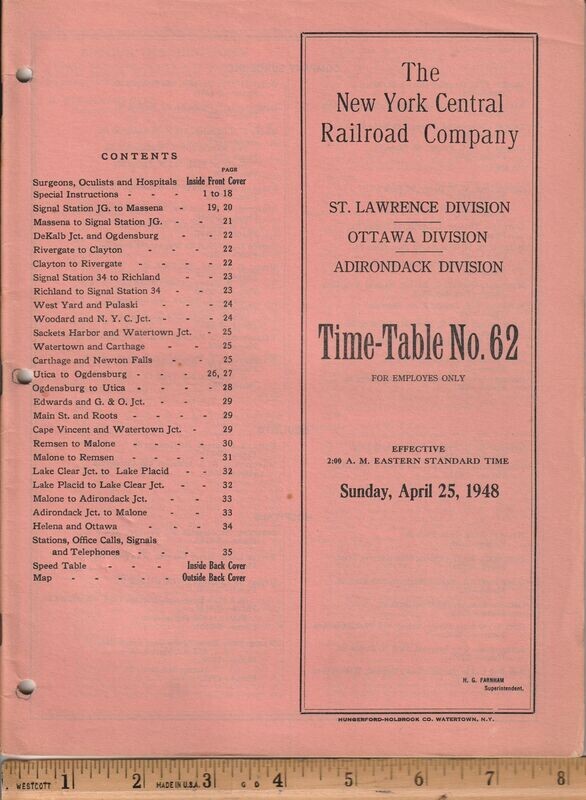 CONTENTS
PAGE
Surgeons, Oculists and Hospitals Inside Front Cover
Special Instructions - - - 1 to 18
Signal Station JG. to Massena - 19, 20
Massena to Signal Station JG. - - 21
DeKalb Jct. and Ogdensburg - - 22
Rivergate to Clayton - - - - 22
Clayton to Rivergate - - - - 22
Signal Station 34 to Richland - - 23
Richland to Signal Station 34 - - 23
West Yard and Pulaski - - - 24
Woodard and N. Y. C. Jct. - - - 24
Sackets Harbor and Watertown Jct. - 25
Watertown and Carthage - - 25
Carthage and Newton Falls - - 25
Utica to Ogdensburg - - - 26, 27
Ogdensburg to Utica - - - - 28
Edwards and G. & O. Jct. - - 29
Main St. and Roots - - - - 29
Cape Vincent and Watertown Jct. - 29
Remsen to Malone - - - - 30
Malone to Remsen - - - - 31
Lake Clear Jct. to Lake Placid - - 32
Lake Placid to Lake Clear Jct. - - 32
Malone to Adirondack Jct. - - 33
Adirondack Jct. to Malone - - 33
Helena and Ottawa - - - 34
Stations, Office Calls, Signals
and Telephones - - - 35
Speed Table - - - Inside Back Cover
Map - - - - - Outside Back Cover
The
New York Central
Railroad Company
ST. LAWRENCE DIVISION
OTTAWA DIVISION
ADIRONDACK DIVISION
Time-Table No. 62
FOR EMPLOYES ONLY
EFFECTIVE
2:00 A. M. EASTERN STANDARD TIME
Sunday, April 25, 1948
H. G. FARNHAM
Superintendent.
HUNGERFORD-HOLBROOK CO. WATERTOWN, N.Y.
WESTCOTT 1 2 MADE IN U.S.A. 3 4 5 6 7 8